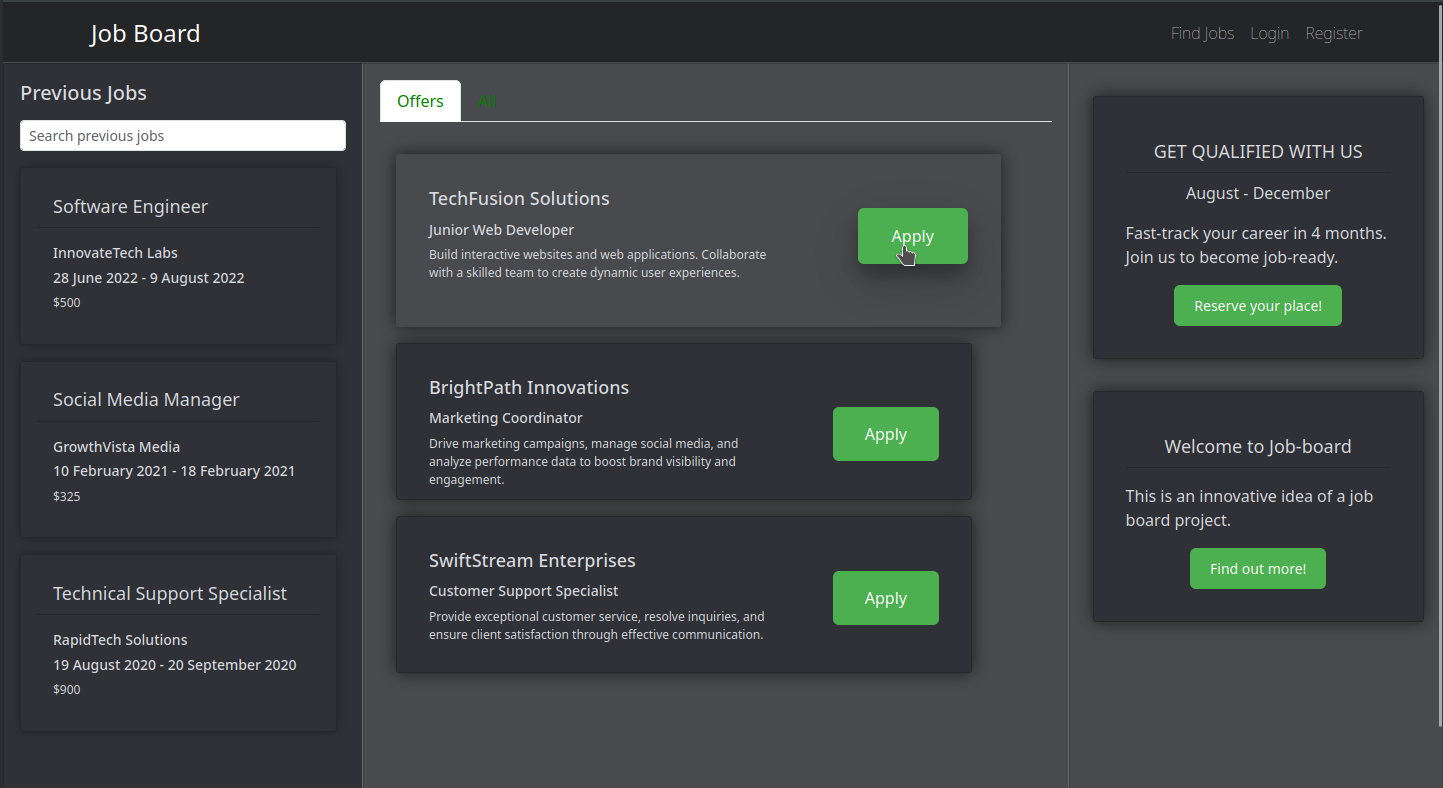 Job Board
Find Jobs Login Register
Previous Jobs
Search previous jobs
Software Engineer
InnovateTech Labs
28 June 2022 - 9 August 2022
$500
Social Media Manager
GrowthVista Media
10 February 2021 - 18 February 2021
$325
Technical Support Specialist
RapidTech Solutions
19 August 2020 - 20 September 2020
$900
Offers All
TechFusion Solutions
Junior Web Developer
Build interactive websites and web applications. Collaborate
with a skilled team to create dynamic user experiences.
Apply
BrightPath Innovations
Marketing Coordinator
Drive marketing campaigns, manage social media, and
analyze performance data to boost brand visibility and
engagement.
Apply
SwiftStream Enterprises
Customer Support Specialist
Provide exceptional customer service, resolve inquiries, and
ensure client satisfaction through effective communication.
Apply
GET QUALIFIED WITH US
August - December
Fast-track your career in 4 months.
Join us to become job-ready.
Reserve your place!
Welcome to Job-board
This is an innovative idea of a job
board project.
Find out more!